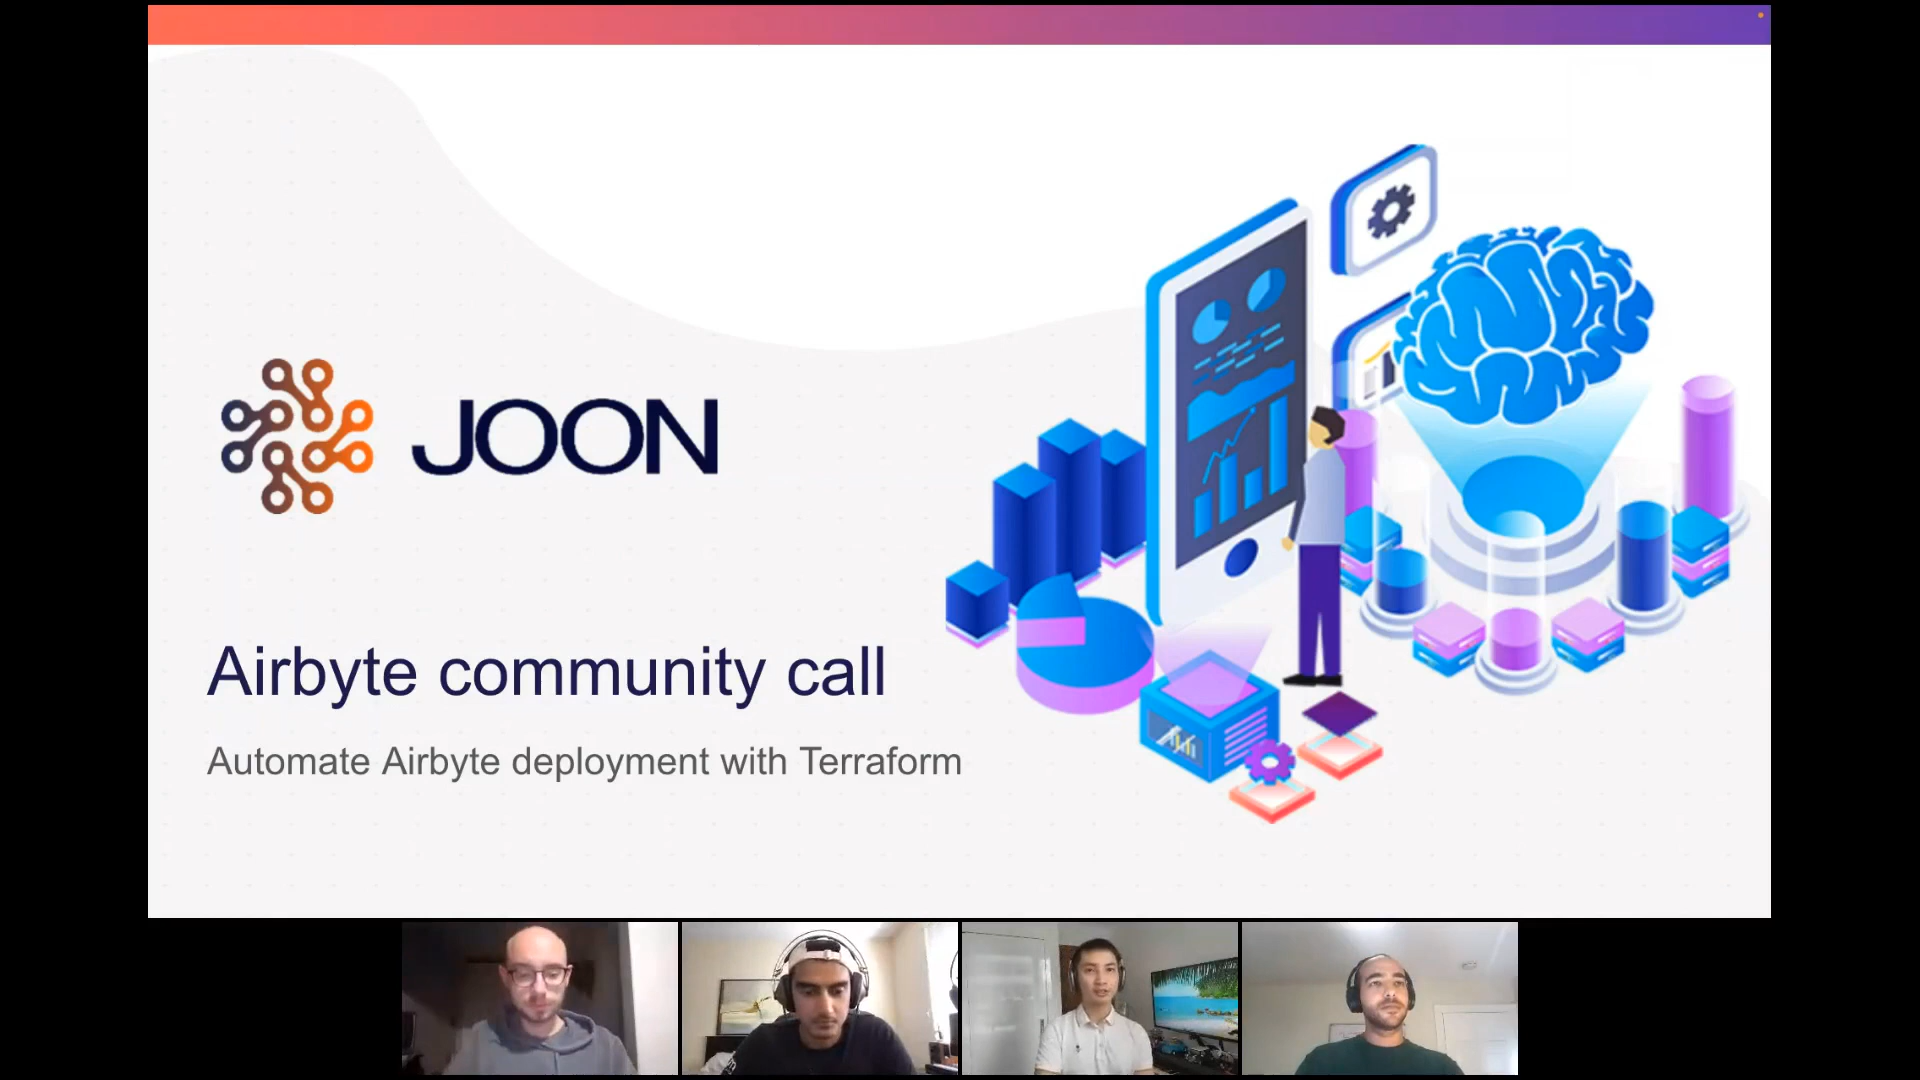 JOON
Airbyte community call
Automate Airbyte deployment with Terraform